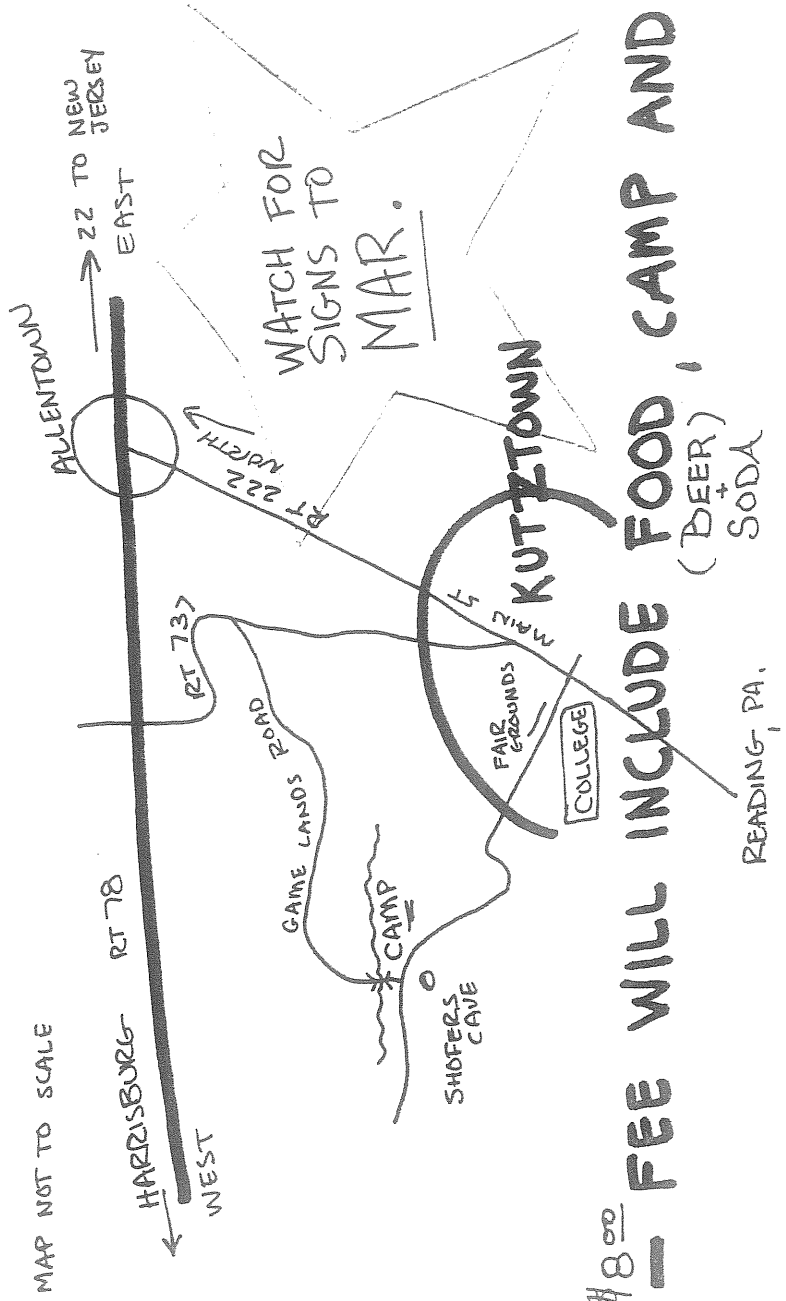 MAP NOT TO SCALE
← HARRISBURG
WEST
RT 78
ALLENTOWN
→ 22 TO NEW
JERSEY
EAST
RT 737
RT 222
NORTH →
WATCH FOR
SIGNS TO
MAR.
GAME LANDS ROAD
CAMP
SHOFERS
CAVE
FAIR
GROUNDS
COLLEGE
MAIN ST
KUTZTOWN
$8.00
— FEE WILL INCLUDE FOOD, CAMP AND
(BEER)
+
SODA
READING, PA.